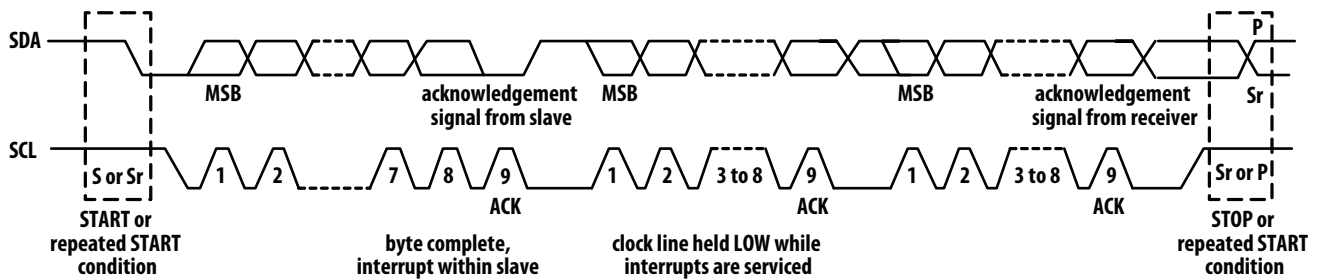 P
SDA
MSB
acknowledgement
signal from slave
MSB
MSB
acknowledgement
signal from receiver
Sr
SCL
S or Sr
1
2
7
8
9
1
2
3 to 8
9
1
2
3 to 8
9
Sr or P
ACK
ACK
ACK
START or
repeated START
condition
byte complete,
interrupt within slave
clock line held LOW while
interrupts are serviced
STOP or
repeated START
condition